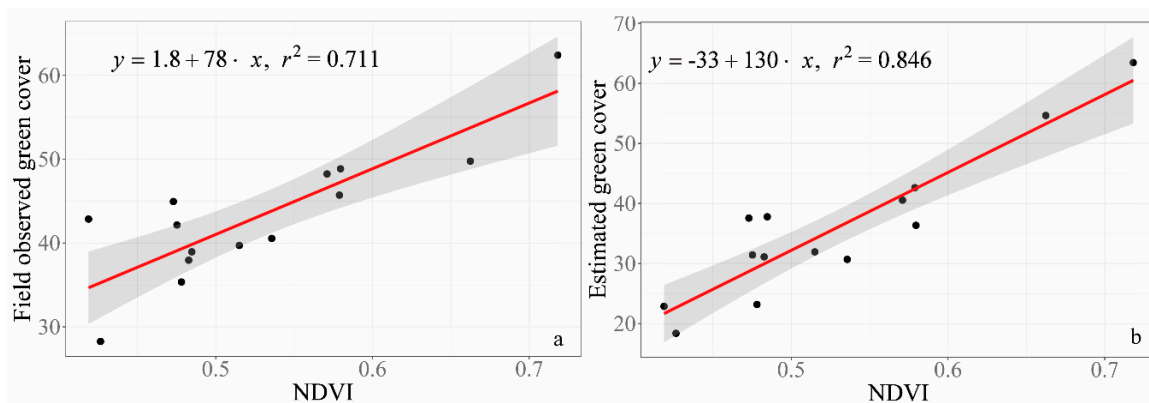 y = 1.8 + 78 · x, r² = 0.711
Field observed green cover
60
50
40
30
0.5
0.6
0.7
NDVI
a
y = -33 + 130 · x, r² = 0.846
Estimated green cover
70
60
50
40
30
20
0.5
0.6
0.7
NDVI
b